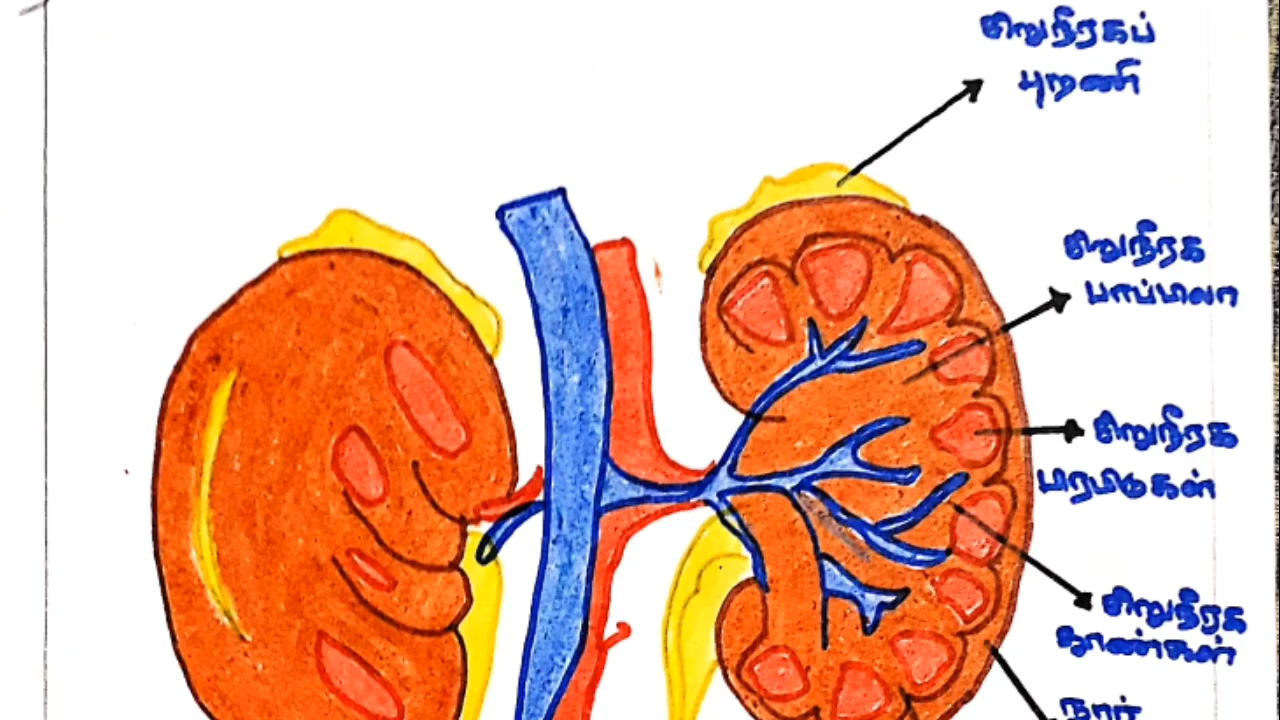 சிறுநீரகப்
புறணி
சிறுநீரக
பாப்பிலா
சிறுநீரக
பிரமிடுகள்
சிறுநீரக
தூண்கள்
நார்